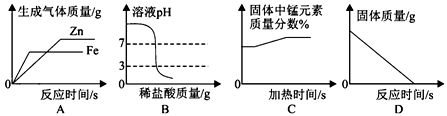 生成气体质量/g
Zn
Fe
0
反应时间/s
A
溶液pH
7
3
0
稀盐酸质量/g
B
固体中锰元素
质量分数%
0
加热时间/s
C
固体质量/g
0
反应时间/s
D